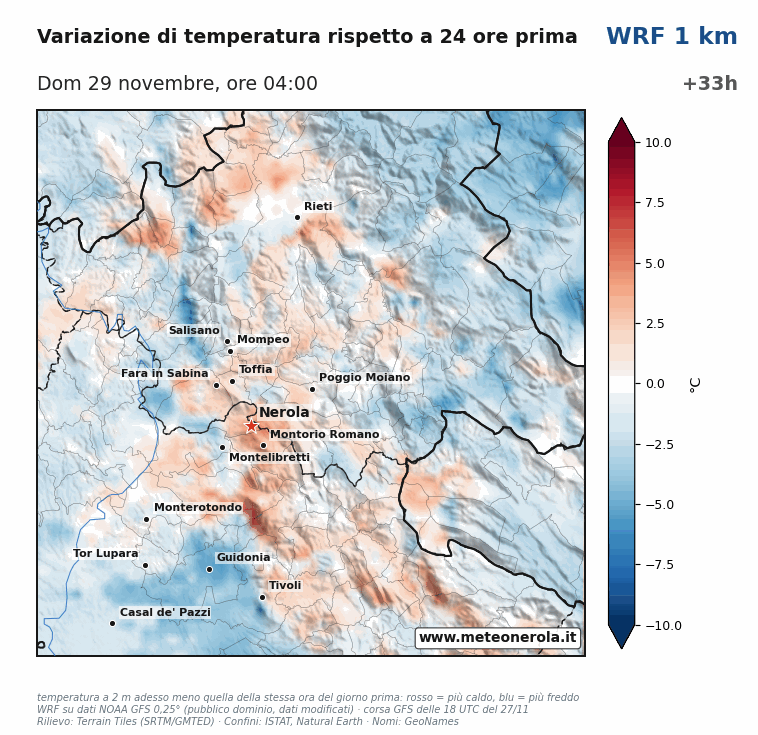 Variazione di temperatura rispetto a 24 ore prima
WRF 1 km
Dom 29 novembre, ore 04:00
+33h
Rieti
Salisano
Mompeo
Fara in Sabina
Toffia
Poggio Moiano
Nerola
Montorio Romano
Montelibretti
Monterotondo
Tor Lupara
Guidonia
Tivoli
Casal de' Pazzi
www.meteonerola.it
10.0
7.5
5.0
2.5
0.0
−2.5
−5.0
−7.5
−10.0
°C
temperatura a 2 m adesso meno quella della stessa ora del giorno prima: rosso = più caldo, blu = più freddo
WRF su dati NOAA GFS 0,25° (pubblico dominio, dati modificati) · corsa GFS delle 18 UTC del 27/11
Rilievo: Terrain Tiles (SRTM/GMTED) · Confini: ISTAT, Natural Earth · Nomi: GeoNames